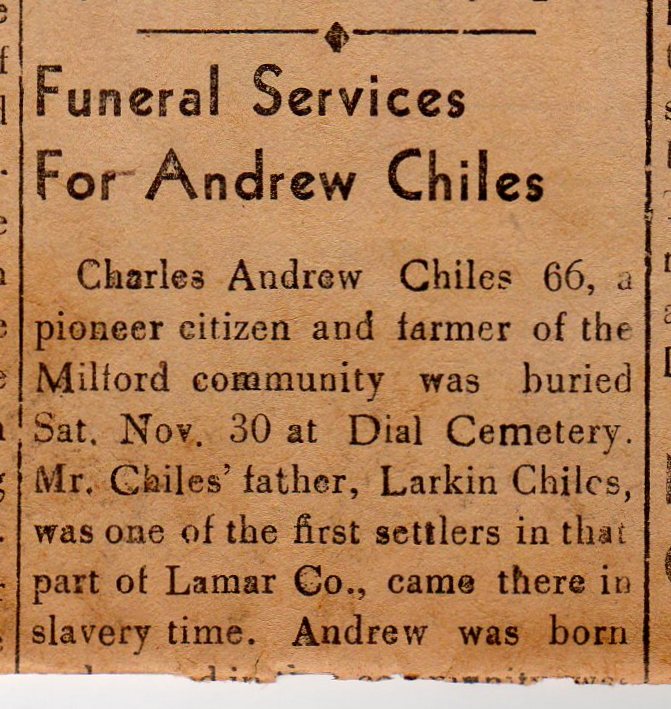 Funeral Services
For Andrew Chiles
Charles Andrew Chiles 66, a
pioneer citizen and farmer of the
Milford community was buried
Sat. Nov. 30 at Dial Cemetery.
Mr. Chiles' father, Larkin Chiles,
was one of the first settlers in that
part of Lamar Co., came there in
slavery time. Andrew was born